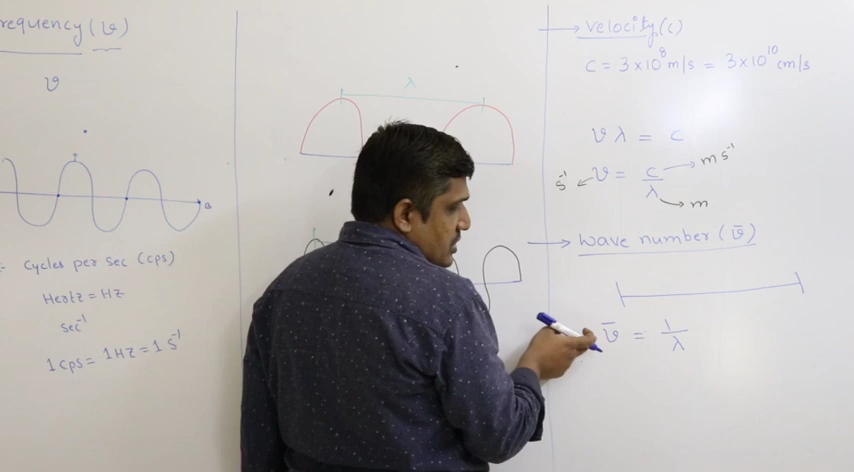 requency (ν)
ν
Cycles per sec (cps)
Hertz = HZ
sec⁻¹
1 cps = 1 HZ = 1 s⁻¹
λ
→ Velocity (c)
c = 3 × 10⁸ m/s = 3×10¹⁰ cm/s
ν λ = c
s⁻¹ ← ν = c/λ → m s⁻¹
→ m
→ Wave number (ν̄)
ν̄ = 1/λ